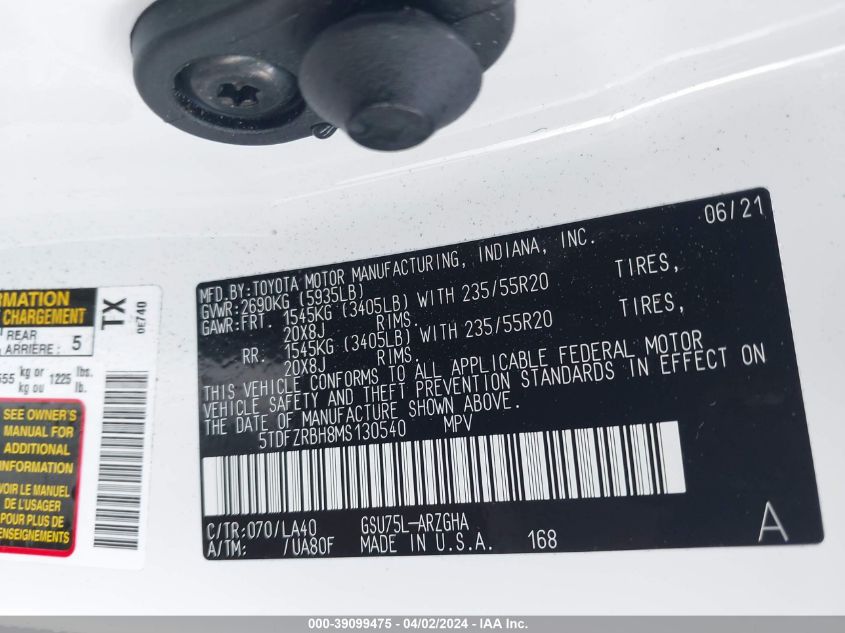 06/21
MFD.BY:TOYOTA MOTOR MANUFACTURING, INDIANA, INC.
GVWR:2690KG (5935LB)
GAWR:FRT. 1545KG (3405LB) WITH 235/55R20 TIRES,
20X8J RIMS.
RR. 1545KG (3405LB) WITH 235/55R20 TIRES,
20X8J RIMS.
THIS VEHICLE CONFORMS TO ALL APPLICABLE FEDERAL MOTOR
VEHICLE SAFETY AND THEFT PREVENTION STANDARDS IN EFFECT ON
THE DATE OF MANUFACTURE SHOWN ABOVE.
5TDFZRBH8MS130540 MPV
C/TR:070/LA40 GSU75L-ARZGHA
A/TM: /UA80F MADE IN U.S.A. 168 A
CHARGEMENT
TX
0E740
REAR
ARRIÈRE: 5
kg or 1225 lbs.
kg ou lb.
SEE OWNER'S
MANUAL FOR
ADDITIONAL
INFORMATION
VOIR LE MANUEL
DE L'USAGER
POUR PLUS DE
000-39099475 - 04/02/2024 - IAA Inc.